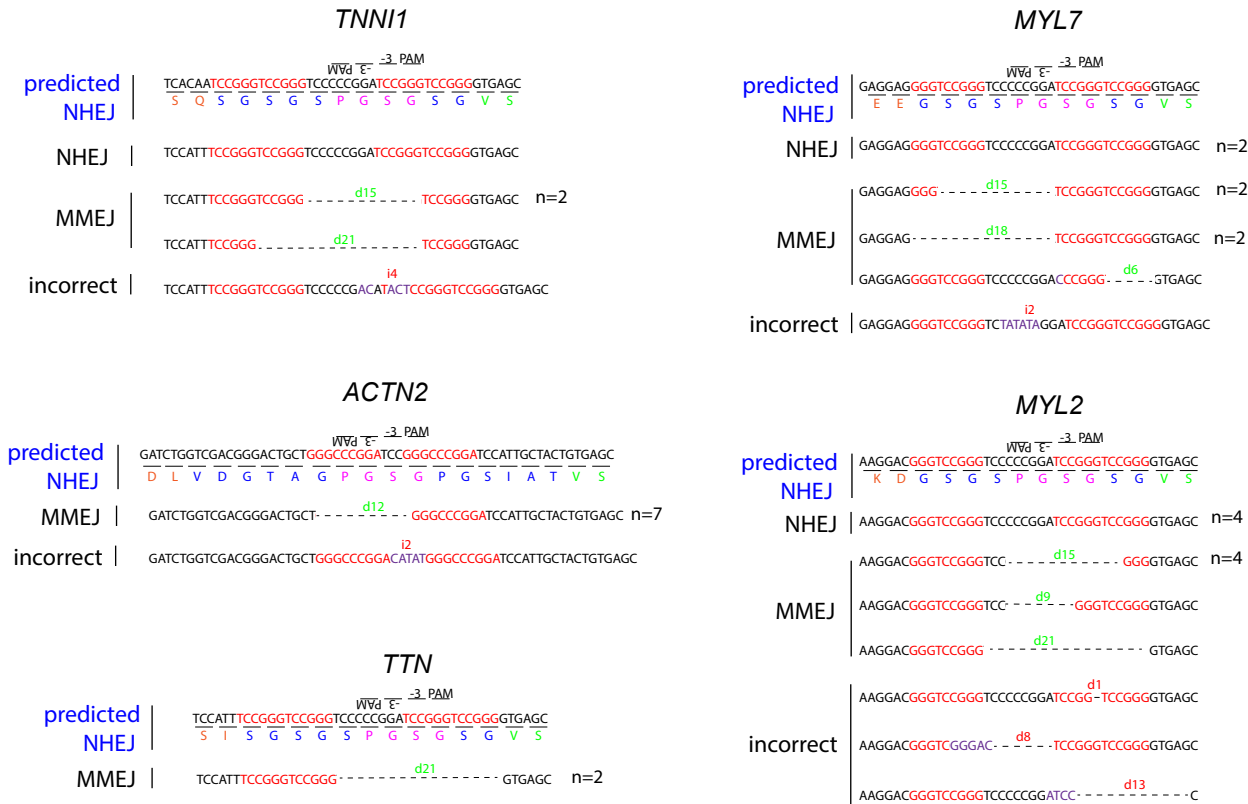 TNNI1
PAM -3 -3 PAM
predicted NHEJ
TCACAATCCGGGTCCGGGTCCCCCGGATCCGGGTCCGGGGTGAGC
S Q S G S G S P G S G S G V S
NHEJ
TCCATTTCCGGGTCCGGGTCCCCCGGATCCGGGTCCGGGGTGAGC
MMEJ
TCCATTTCCGGGTCCGGG d15 TCCGGGGTGAGC n=2
TCCATTTCCGGG d21 TCCGGGGTGAGC
incorrect
i4
TCCATTTCCGGGTCCGGGTCCCCCGACATACTCCGGGTCCGGGGTGAGC
MYL7
PAM -3 -3 PAM
predicted NHEJ
GAGGAGGGGTCCGGGTCCCCCGGATCCGGGTCCGGGGTGAGC
E E G S G S P G S G S G V S
NHEJ
GAGGAGGGGTCCGGGTCCCCCGGATCCGGGTCCGGGGTGAGC n=2
MMEJ
GAGGAGGGG d15 TCCGGGTCCGGGGTGAGC n=2
GAGGAG d18 TCCGGGTCCGGGGTGAGC n=2
GAGGAGGGGTCCGGGTCCCCCGGACCCGGG d6 GTGAGC
incorrect
i2
GAGGAGGGGTCCGGGTCTATATAGGATCCGGGTCCGGGGTGAGC
ACTN2
PAM -3 -3 PAM
predicted NHEJ
GATCTGGTCGACGGGACTGCTGGGCCCGGATCCGGGCCCGGATCCATTGCTACTGTGAGC
D L V D G T A G P G S G P G S I A T V S
MMEJ
GATCTGGTCGACGGGACTGCT d12 GGGCCCGGATCCATTGCTACTGTGAGC n=7
incorrect
i2
GATCTGGTCGACGGGACTGCTGGGCCCGGACATATGGGCCCGGATCCATTGCTACTGTGAGC
MYL2
PAM -3 -3 PAM
predicted NHEJ
AAGGACGGGTCCGGGTCCCCCGGATCCGGGTCCGGGGTGAGC
K D G S G S P G S G S G V S
NHEJ
AAGGACGGGTCCGGGTCCCCCGGATCCGGGTCCGGGGTGAGC n=4
MMEJ
AAGGACGGGTCCGGGTCC d15 GGGGTGAGC n=4
AAGGACGGGTCCGGGTCC d9 GGGTCCGGGGTGAGC
AAGGACGGGTCCGGG d21 GTGAGC
incorrect
d1
AAGGACGGGTCCGGGTCCCCCGGATCCGG-TCCGGGGTGAGC
AAGGACGGGTCGGGAC d8 TCCGGGTCCGGGGTGAGC
AAGGACGGGTCCGGGTCCCCCGGATCC d13 C
TTN
PAM -3 -3 PAM
predicted NHEJ
TCCATTTCCGGGTCCGGGTCCCCCGGATCCGGGTCCGGGGTGAGC
S I S G S G S P G S G S G V S
MMEJ
TCCATTTCCGGGTCCGGG d21 GTGAGC n=2